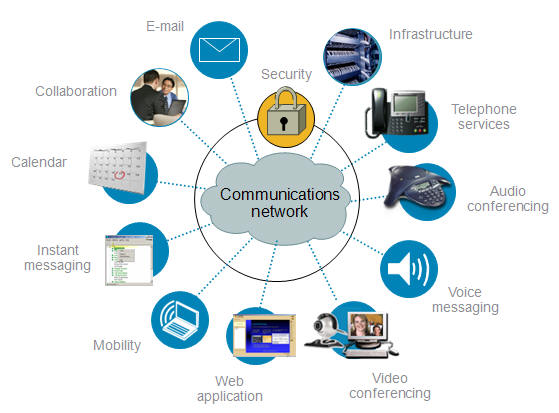 E-mail
Infrastructure
Security
Collaboration
Telephone
services
Calendar
Communications
network
Audio
conferencing
Instant
messaging
Voice
messaging
Mobility
Web
application
Video
conferencing